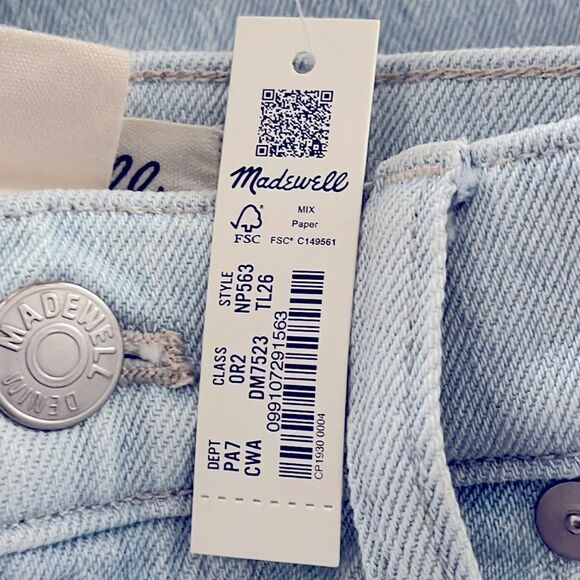 Madewell
FSC
MIX
Paper
FSC® C149561
DEPT CLASS STYLE
PA7 OR2 NP563
CWA DM7523 TL26
099107291563
CP1930 0004
MADEWELL
DENIM